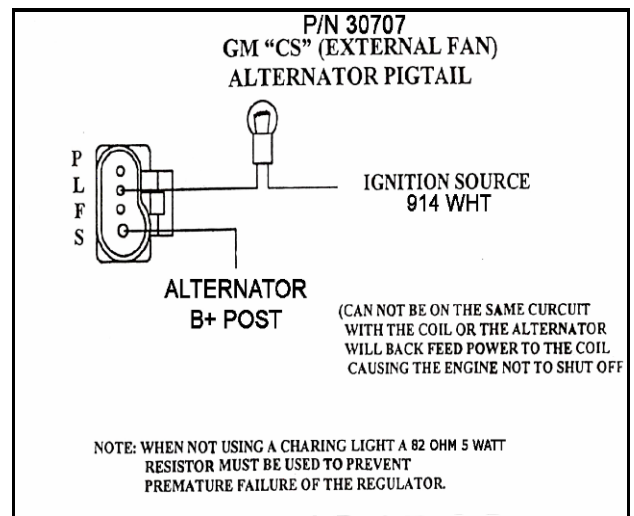 P/N 30707
GM “CS” (EXTERNAL FAN)
ALTERNATOR PIGTAIL
P
L
F
S
IGNITION SOURCE
914 WHT
ALTERNATOR
B+ POST
(CAN NOT BE ON THE SAME CURCUIT
WITH THE COIL OR THE ALTERNATOR
WILL BACK FEED POWER TO THE COIL
CAUSING THE ENGINE NOT TO SHUT OFF
NOTE: WHEN NOT USING A CHARING LIGHT A 82 OHM 5 WATT
RESISTOR MUST BE USED TO PREVENT
PREMATURE FAILURE OF THE REGULATOR.